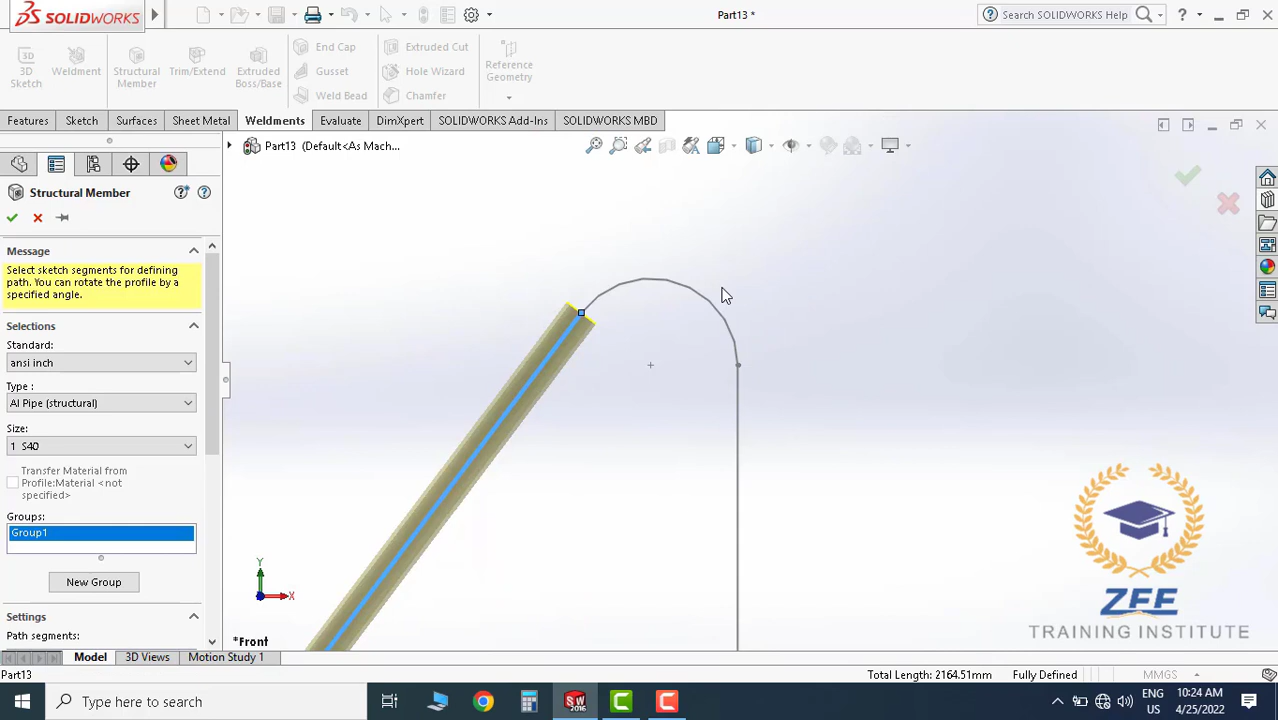 SOLIDWORKS
Part13 *
Search SOLIDWORKS Help
3D Sketch
Weldment
Structural Member
Trim/Extend
Extruded Boss/Base
End Cap
Gusset
Weld Bead
Extruded Cut
Hole Wizard
Chamfer
Reference Geometry
Features
Sketch
Surfaces
Sheet Metal
Weldments
Evaluate
DimXpert
SOLIDWORKS Add-Ins
SOLIDWORKS MBD
Part13 (Default<As Mach...
Structural Member
Message
Select sketch segments for defining
path. You can rotate the profile by a
specified angle.
Selections
Standard:
ansi inch
Type :
Al Pipe (structural)
Size:
1 S40
Transfer Material from
Profile:Material < not
specified>
Groups:
Group1
New Group
Settings
Path segments:
Y
X
*Front
ZFE
TRAINING INSTITUTE
Model
3D Views
Motion Study 1
Part13
Total Length: 2164.51mm
Fully Defined
MMGS
Type here to search
SW
2016
ENG
US
10:24 AM
4/25/2022